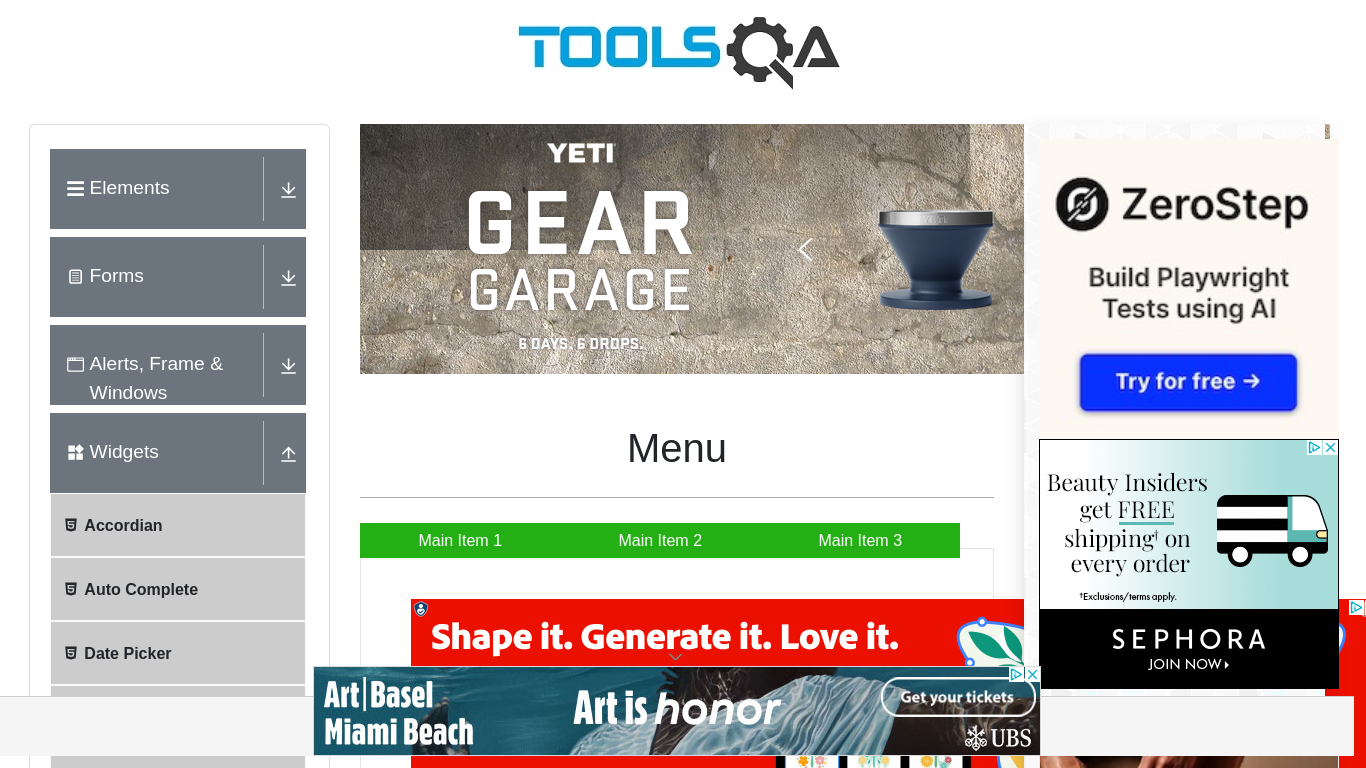 TOOLSQA
Elements
Forms
Alerts, Frame &
Windows
Widgets
Accordian
Auto Complete
Date Picker
YETI
GEAR
GARAGE
6 DAYS. 6 DROPS.
Menu
Main Item 1
Main Item 2
Main Item 3
ZeroStep
Build Playwright
Tests using AI
Try for free →
Beauty Insiders
get FREE
shipping† on
every order
†Exclusions/terms apply.
SEPHORA
JOIN NOW
Shape it. Generate it. Love it.
Art Basel
Miami Beach
Art is honor
Get your tickets
UBS